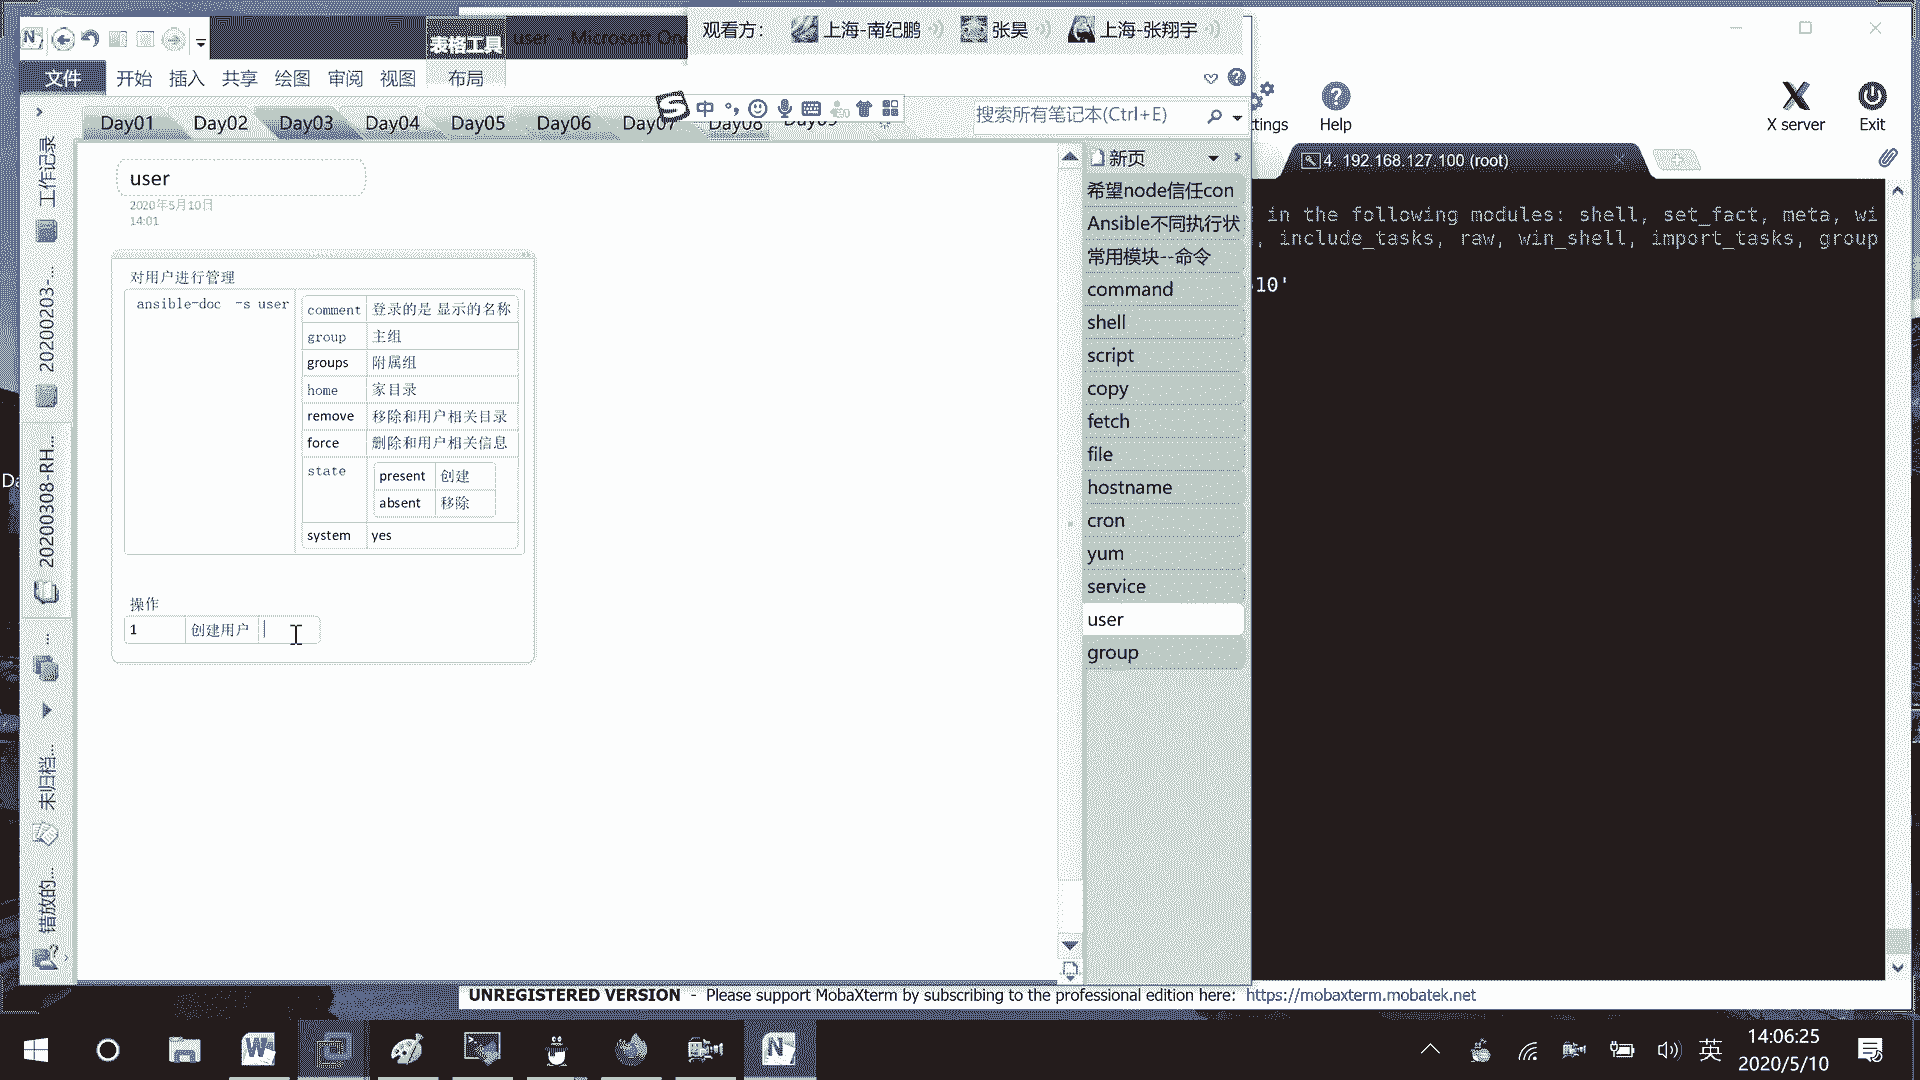 表格工具
user - Microsoft On
观看方:
上海-南纪鹏
张昊
上海-张翔宇
文件
开始
插入
共享
绘图
审阅
视图
布局
中
搜索所有笔记本(Ctrl+E)
Day01
Day02
Day03
Day04
Day05
Day06
Day07
Day08
Day09
tings
Help
X server
Exit
4. 192.168.127.100 (root)
工作记录
20200203-...
20200308-RH...
未归档...
错放的...
user
2020年5月10日
14:01
对用户进行管理
ansible-doc -s user
comment 登录的是 显示的名称
group 主组
groups 附属组
home 家目录
remove 移除和用户相关目录
force 删除和用户相关信息
state
present 创建
absent 移除
system yes
操作
1 创建用户
新页
希望node信任con
Ansible不同执行状
常用模块--命令
command
shell
script
copy
fetch
file
hostname
cron
yum
service
user
group
in the following modules: shell, set_fact, meta, wi
, include_tasks, raw, win_shell, import_tasks, group
10'
UNREGISTERED VERSION - Please support MobaXterm by subscribing to the professional edition here: https://mobaxterm.mobatek.net
英
14:06:25
2020/5/10